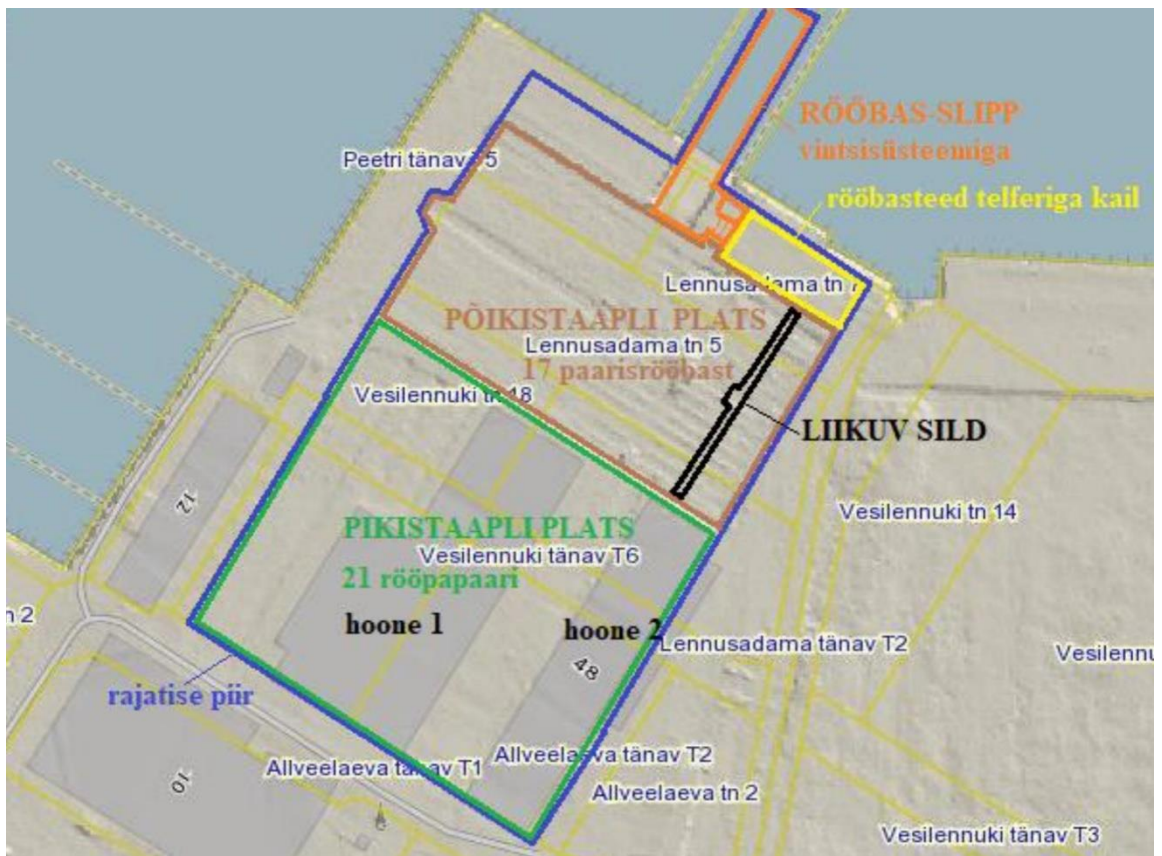 RÖÖBAS-SLIPP
vintsisüsteemiga
Peetri tänav T5
rööbasteed telferiga kail
Lennusadama tn 7
PÕIKISTAAPLI PLATS
Lennusadama tn 5
17 paarisrööbast
Vesilennuki tn 18
LIIKUV SILD
12
Vesilennuki tn 14
PIKISTAAPLI PLATS
Vesilennuki tänav T6
21 rööpapaari
n 2
hoone 1
hoone 2
Lennusadama tänav T2
Vesilennu
48
rajatise piir
Allveelaeva tänav T2
Allveelaeva tänav T1
10
Allveelaeva tn 2
Vesilennuki tänav T3